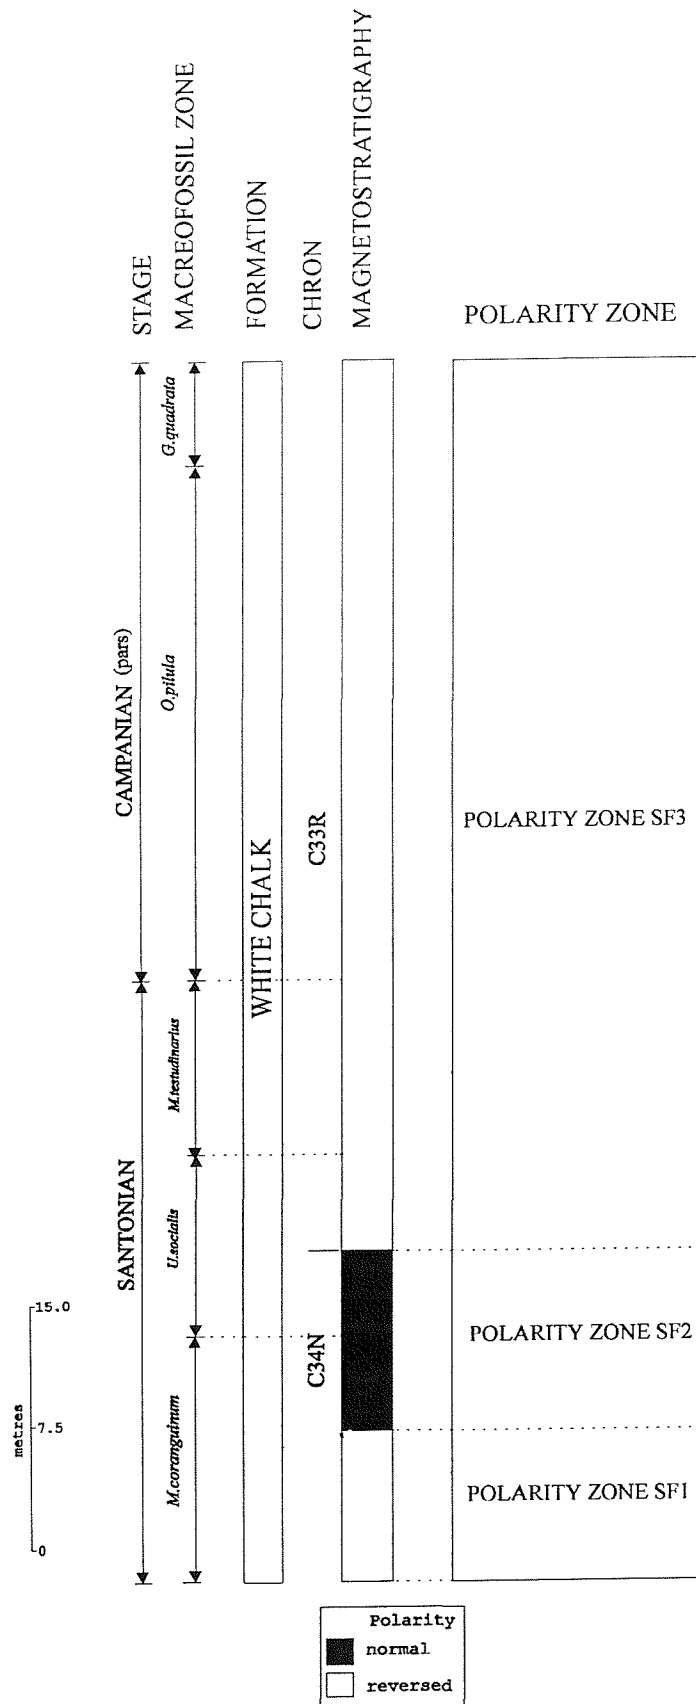 STAGE
MACREOFOSSIL ZONE
FORMATION
CHRON
MAGNETOSTRATIGRAPHY
POLARITY ZONE
G.quadrata
O.pilula
CAMPANIAN (pars)
C33R
POLARITY ZONE SF3
WHITE CHALK
M.testudinarius
SANTONIAN
U.socialis
15.0
POLARITY ZONE SF2
C34N
M.coranguinum
7.5
metres
POLARITY ZONE SF1
0
Polarity
normal
reversed